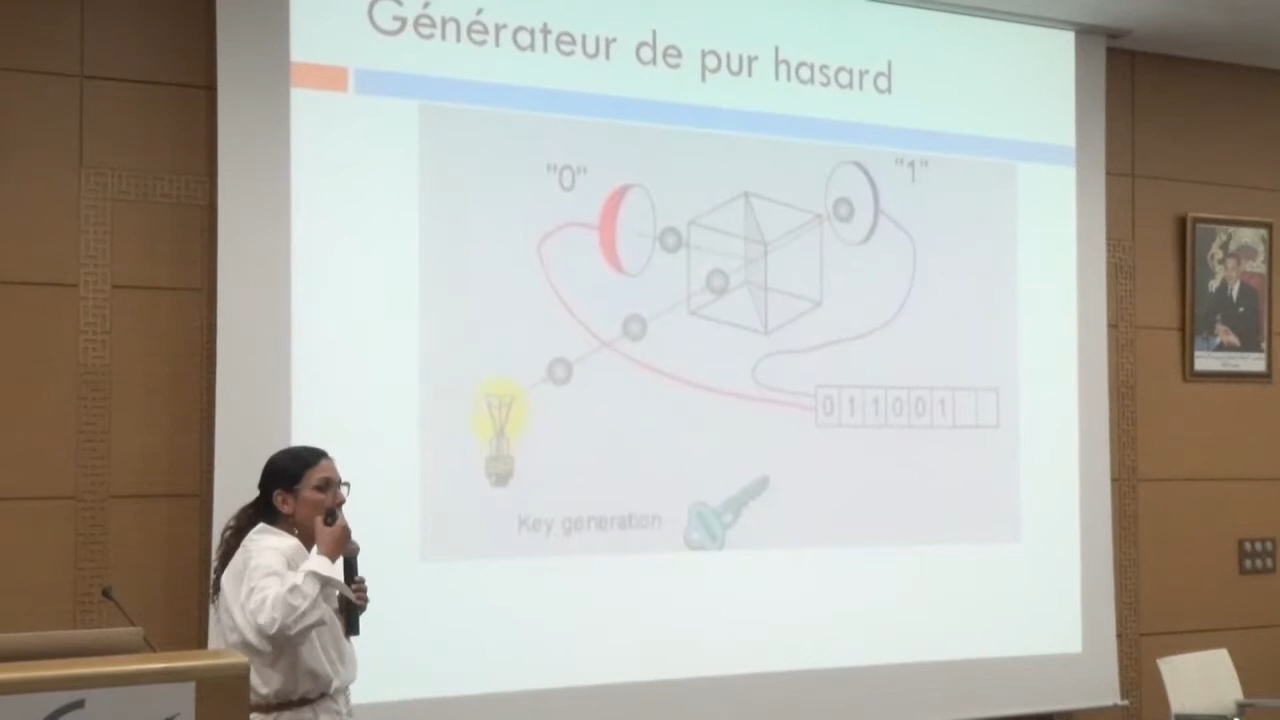 Générateur de pur hasard
"0"
"1"
0 1 1 0 0 1
Key generation